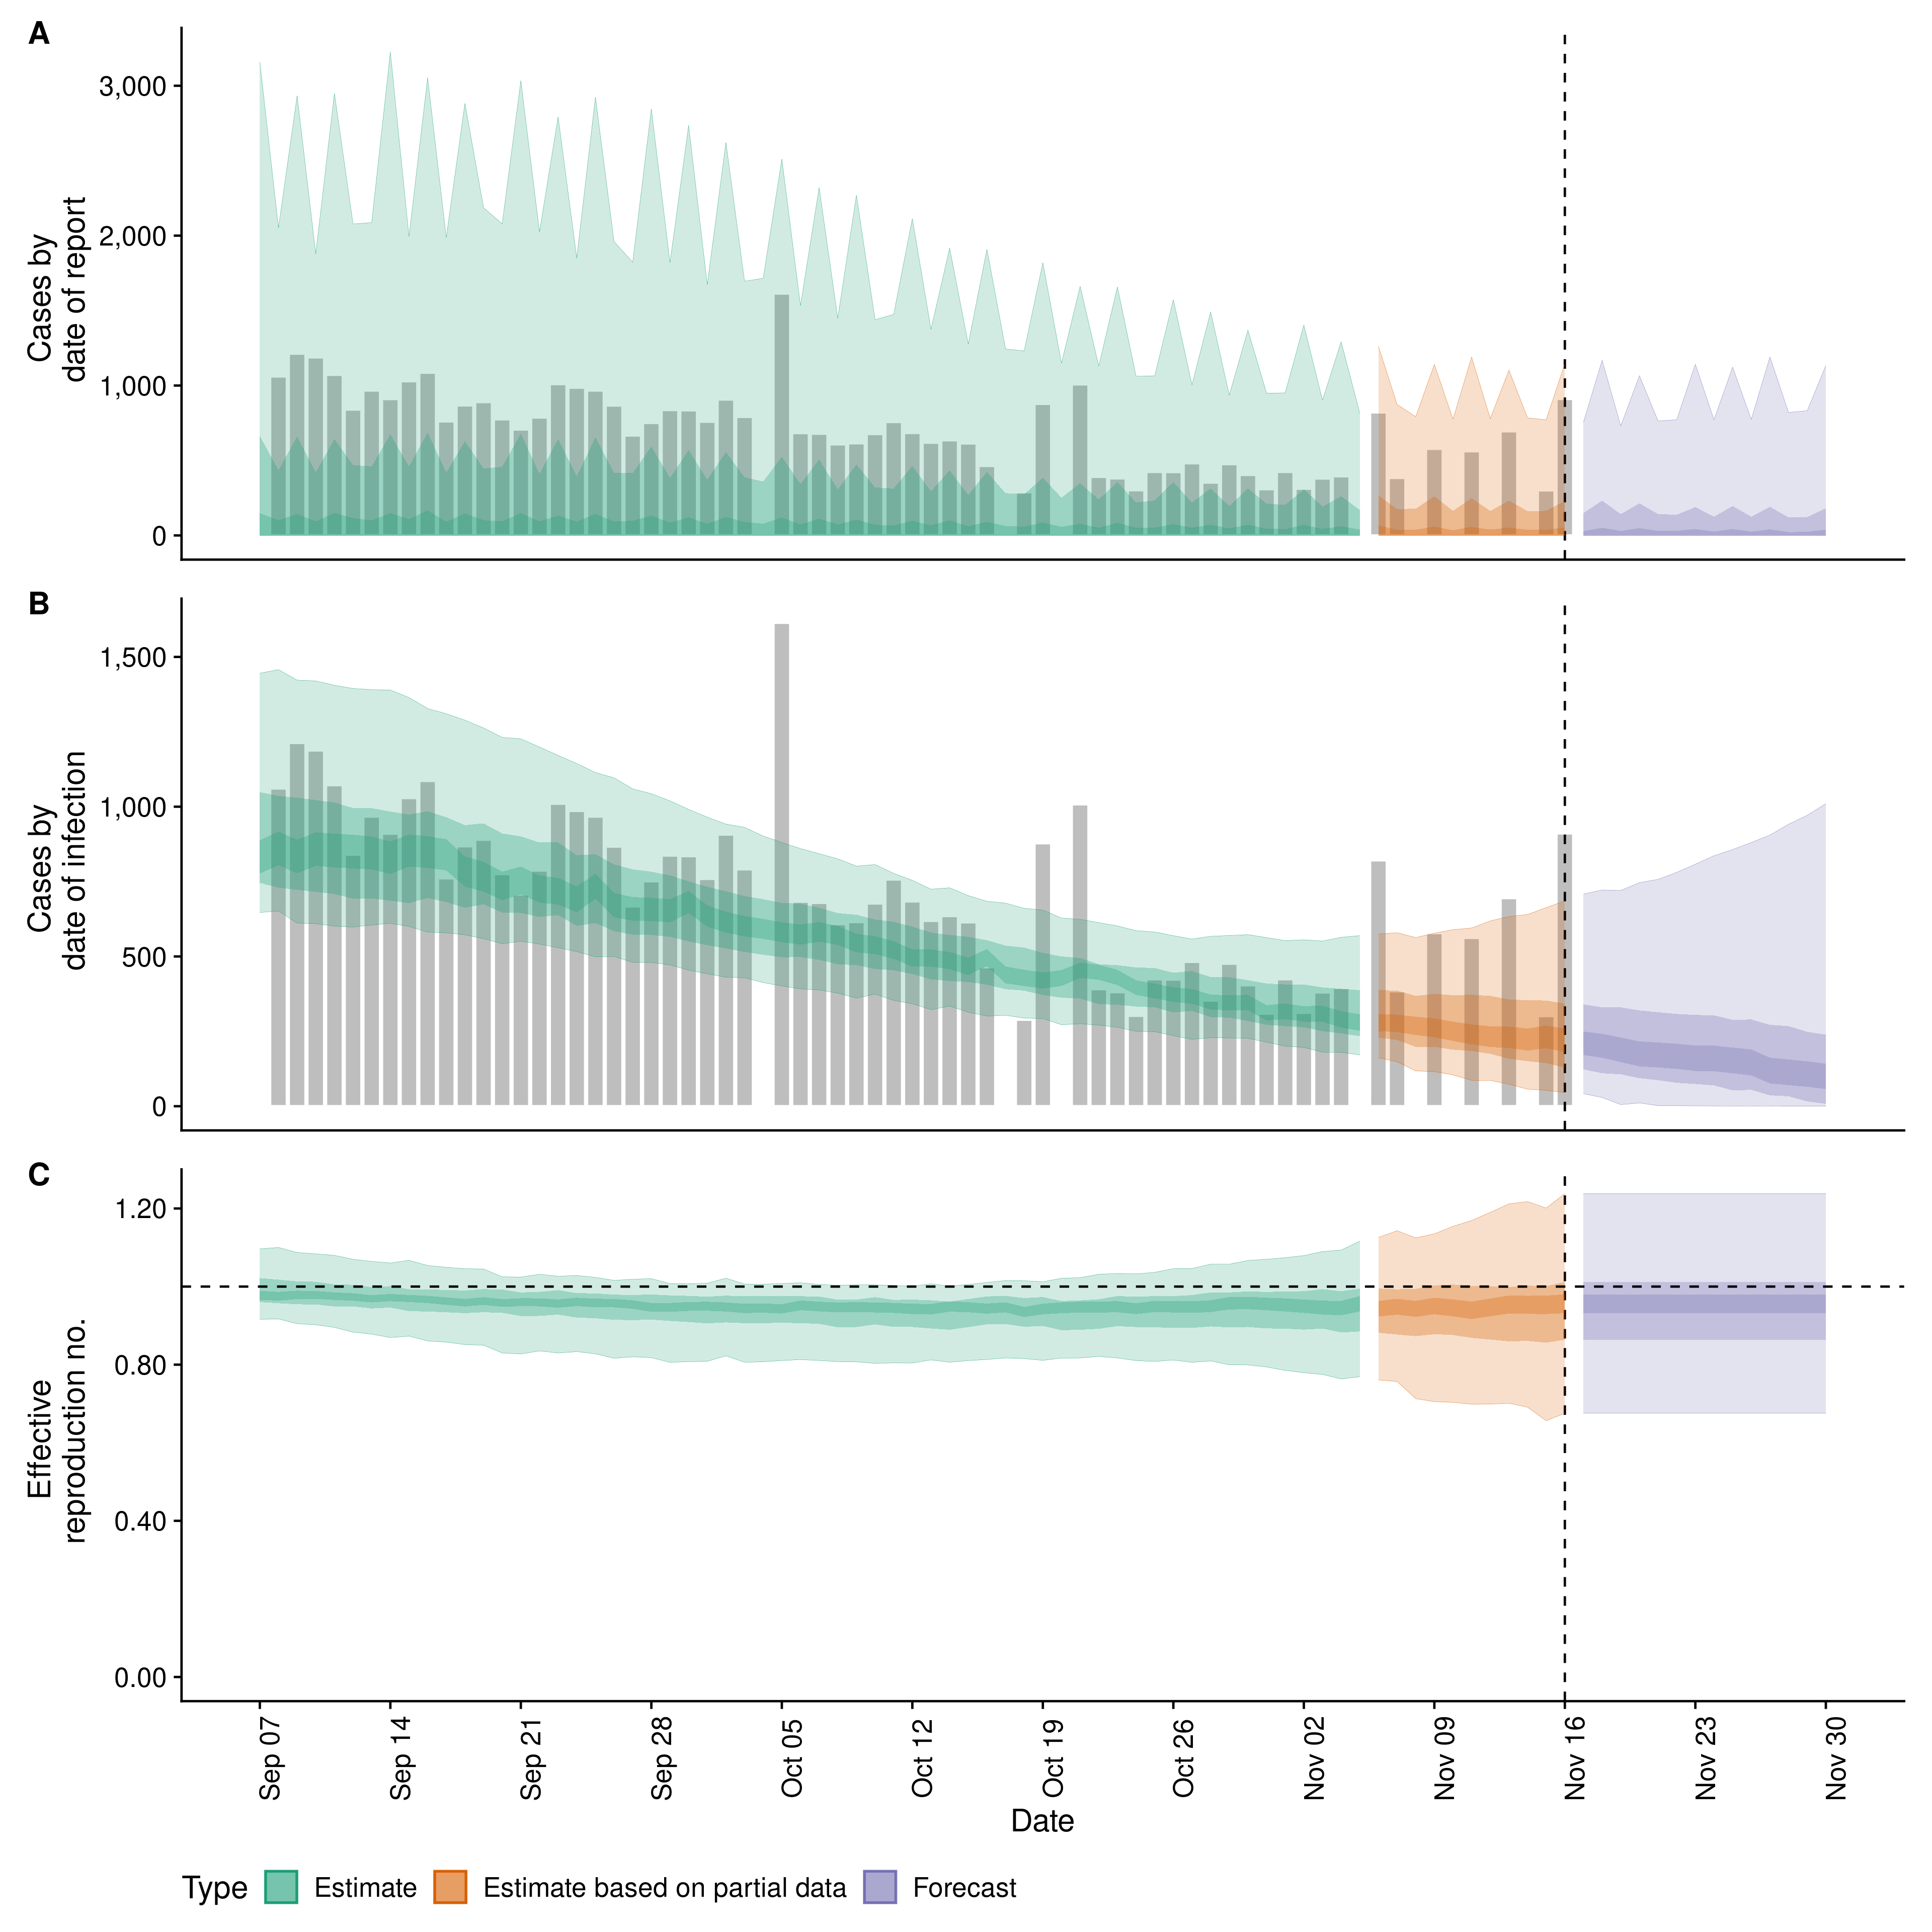 A
3,000
2,000
1,000
0
Cases by
date of report
B
1,500
1,000
500
0
Cases by
date of infection
C
1.20
0.80
0.40
0.00
Effective
reproduction no.
Sep 07
Sep 14
Sep 21
Sep 28
Oct 05
Oct 12
Oct 19
Oct 26
Nov 02
Nov 09
Nov 16
Nov 23
Nov 30
Date
Type Estimate Estimate based on partial data Forecast